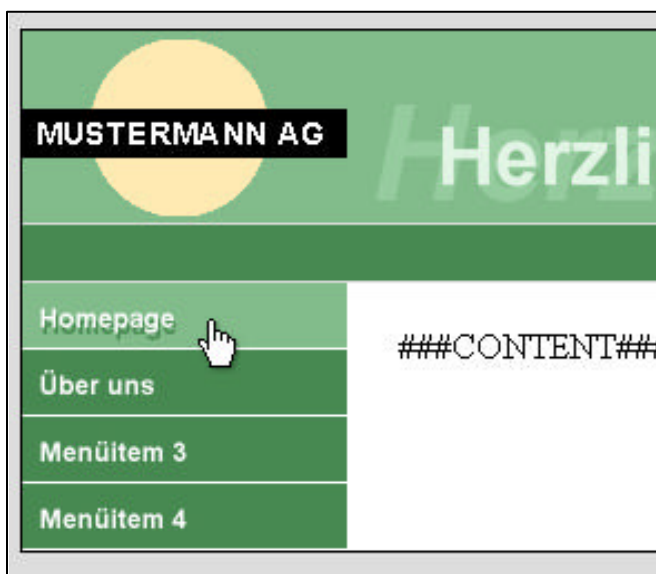 MUSTERMANN AG
Herzli
Homepage
###CONTENT###
Über uns
Menüitem 3
Menüitem 4